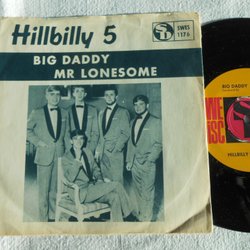 Hillbilly 5
SWES
1176
BIG DADDY
MR LONESOME
BIG DADDY
HILLBILLY